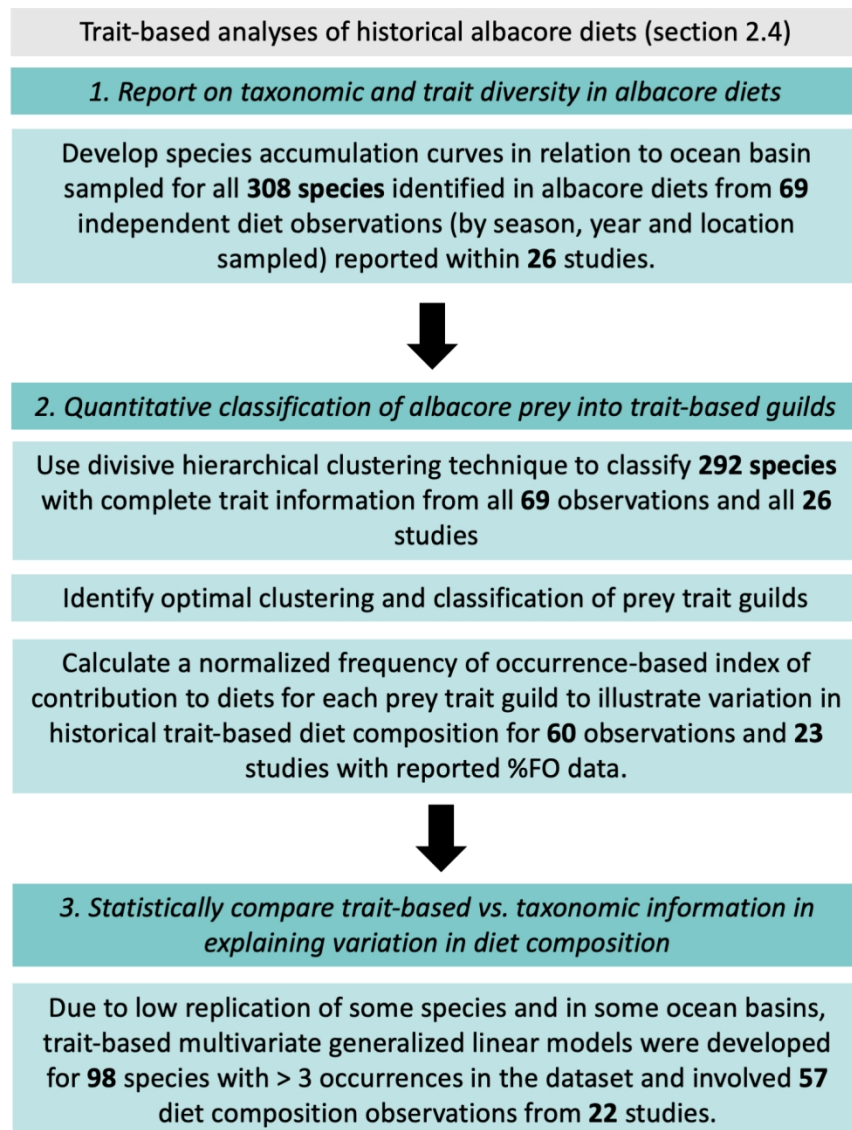 Trait-based analyses of historical albacore diets (section 2.4)
1. Report on taxonomic and trait diversity in albacore diets
Develop species accumulation curves in relation to ocean basin
sampled for all 308 species identified in albacore diets from 69
independent diet observations (by season, year and location
sampled) reported within 26 studies.
2. Quantitative classification of albacore prey into trait-based guilds
Use divisive hierarchical clustering technique to classify 292 species
with complete trait information from all 69 observations and all 26
studies
Identify optimal clustering and classification of prey trait guilds
Calculate a normalized frequency of occurrence-based index of
contribution to diets for each prey trait guild to illustrate variation in
historical trait-based diet composition for 60 observations and 23
studies with reported %FO data.
3. Statistically compare trait-based vs. taxonomic information in
explaining variation in diet composition
Due to low replication of some species and in some ocean basins,
trait-based multivariate generalized linear models were developed
for 98 species with > 3 occurrences in the dataset and involved 57
diet composition observations from 22 studies.